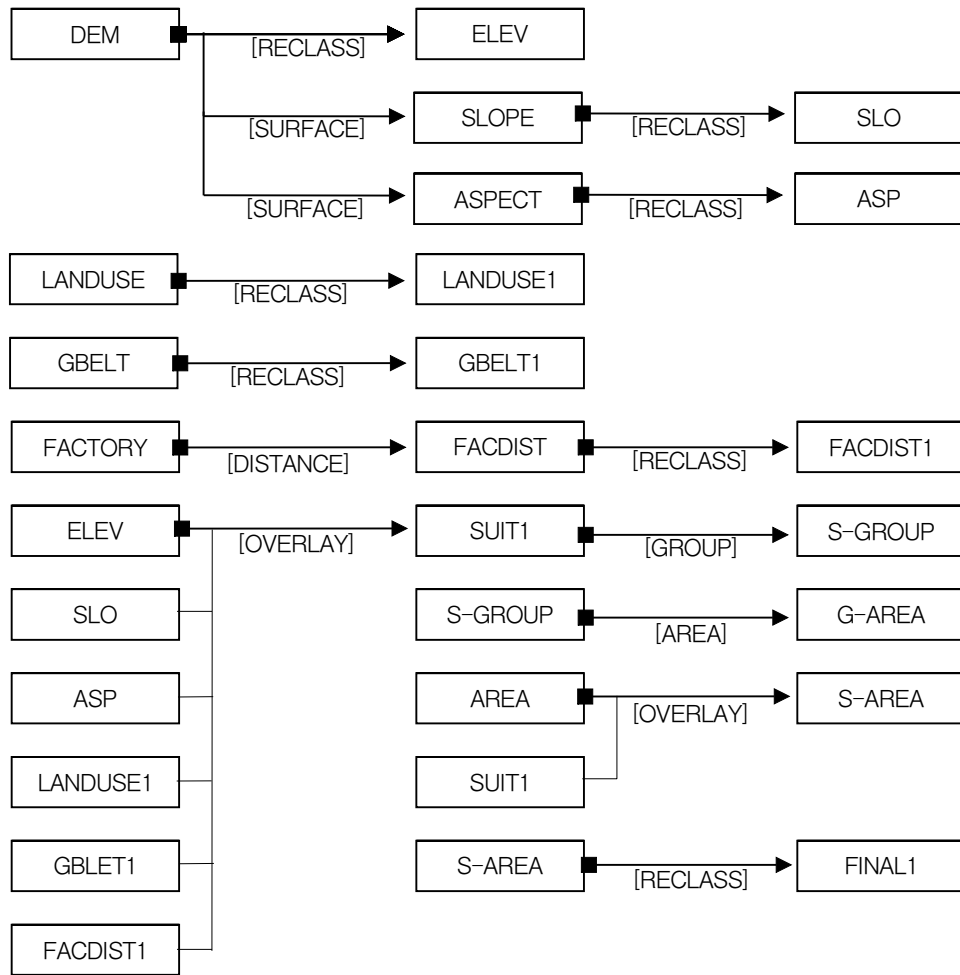 DEM
[RECLASS]
ELEV
[SURFACE]
SLOPE
[RECLASS]
SLO
[SURFACE]
ASPECT
[RECLASS]
ASP
LANDUSE
[RECLASS]
LANDUSE1
GBELT
[RECLASS]
GBELT1
FACTORY
[DISTANCE]
FACDIST
[RECLASS]
FACDIST1
ELEV
[OVERLAY]
SUIT1
[GROUP]
S-GROUP
SLO
S-GROUP
[AREA]
G-AREA
ASP
AREA
[OVERLAY]
S-AREA
LANDUSE1
SUIT1
GBLET1
S-AREA
[RECLASS]
FINAL1
FACDIST1